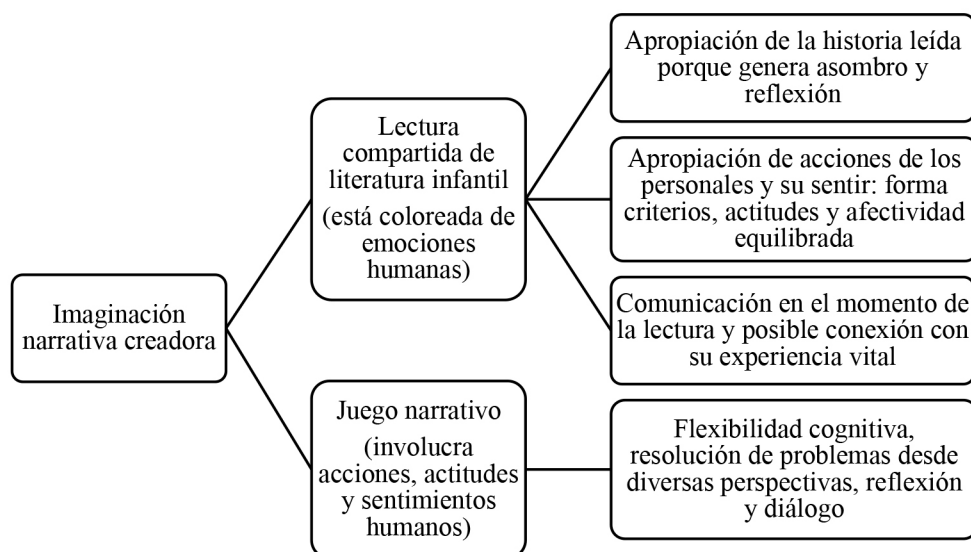 Imaginación
narrativa creadora
Lectura
compartida de
literatura infantil
(está coloreada de
emociones
humanas)
Apropiación de la historia leída
porque genera asombro y
reflexión
Apropiación de acciones de los
personales y su sentir: forma
criterios, actitudes y afectividad
equilibrada
Comunicación en el momento de
la lectura y posible conexión con
su experiencia vital
Juego narrativo
(involucra
acciones, actitudes
y sentimientos
humanos)
Flexibilidad cognitiva,
resolución de problemas desde
diversas perspectivas, reflexión
y diálogo